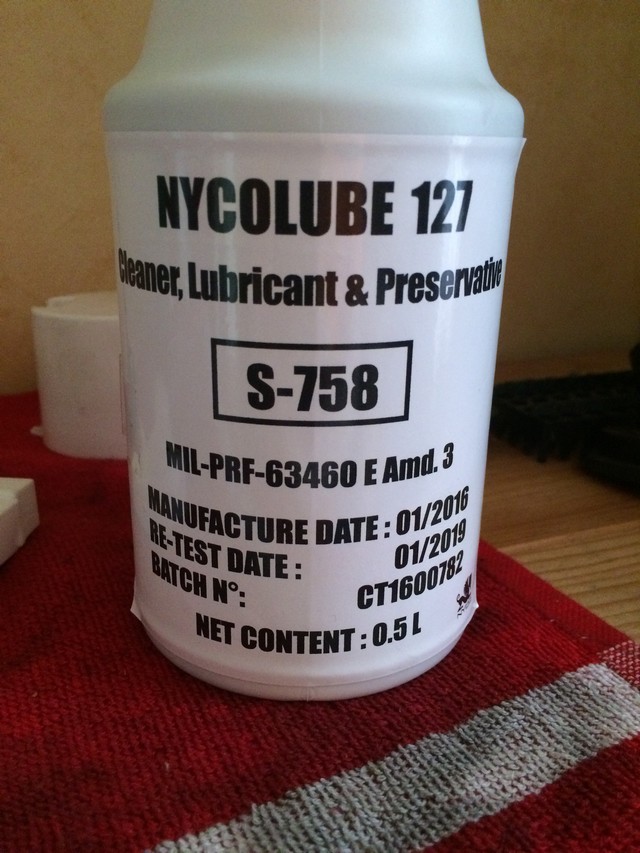 NYCOLUBE 127
Cleaner, Lubricant & Preservative
S-758
MIL-PRF-63460 E Amd. 3
MANUFACTURE DATE : 01/2016
RE-TEST DATE : 01/2019
BATCH N°: CT1600782
NET CONTENT : 0.5 L